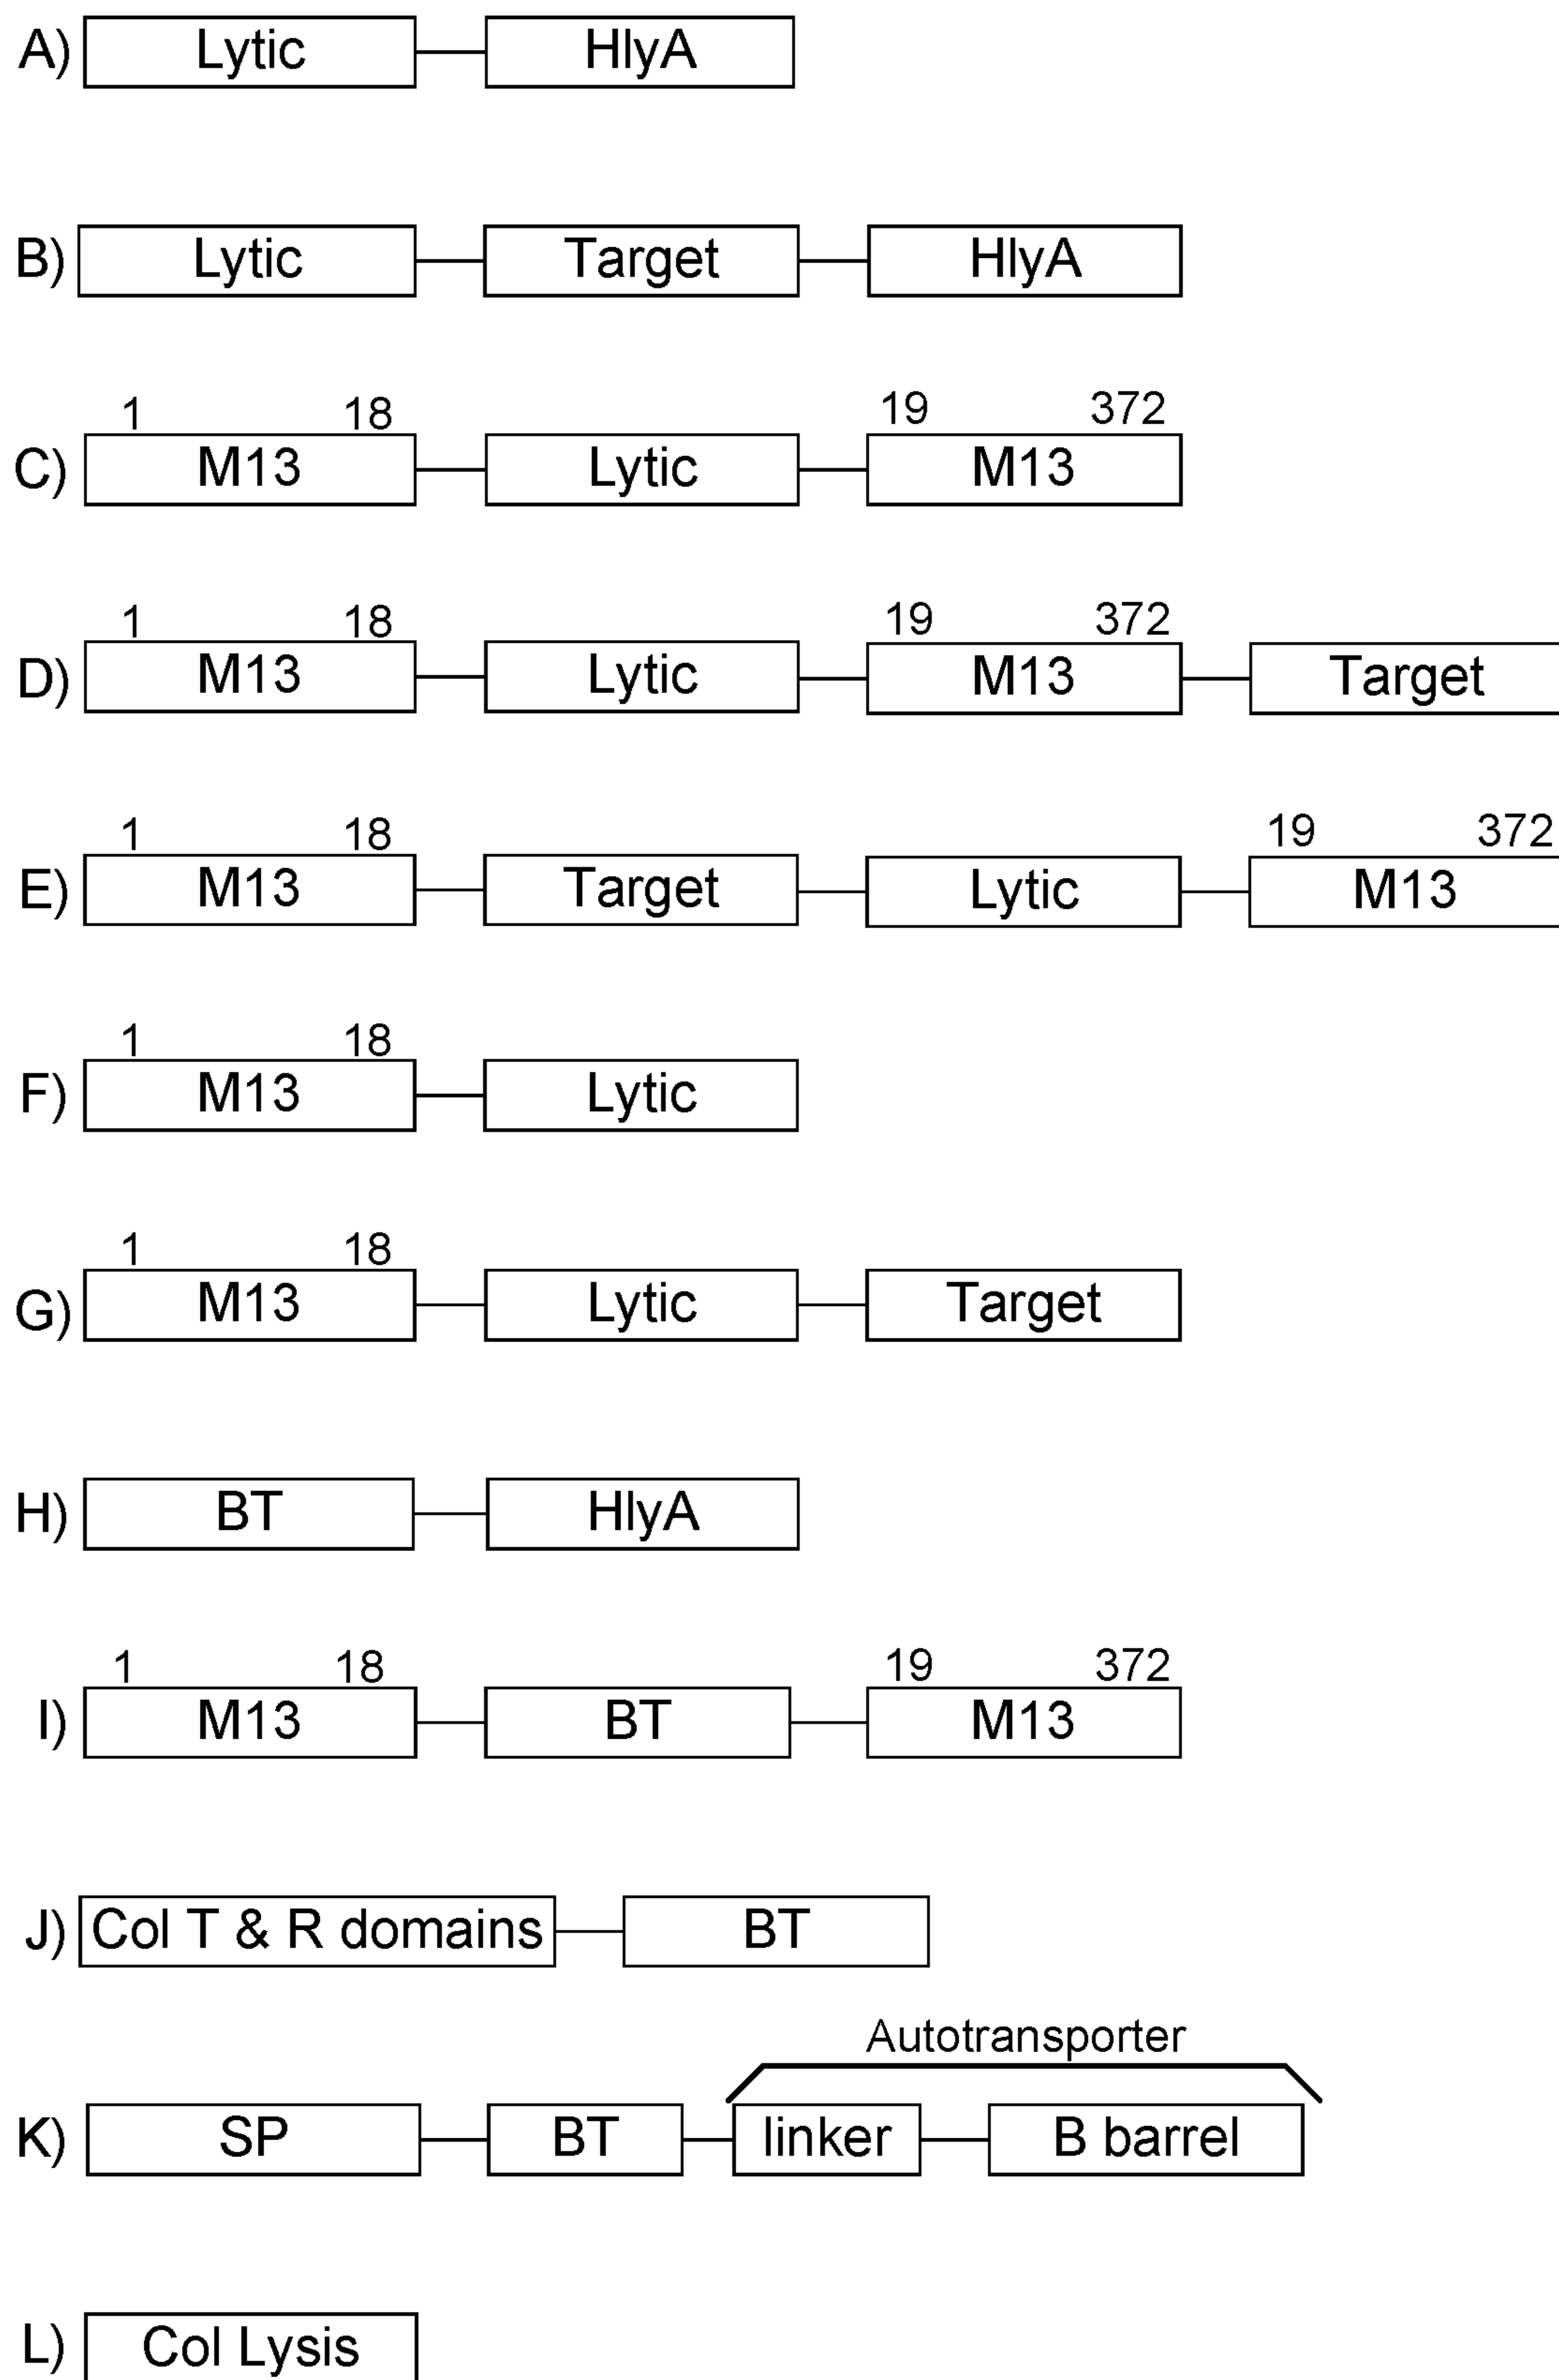 A) Lytic HlyA
B) Lytic Target HlyA
1 18 19 372
C) M13 Lytic M13
1 18 19 372
D) M13 Lytic M13 Target
1 18 19 372
E) M13 Target Lytic M13
1 18
F) M13 Lytic
1 18
G) M13 Lytic Target
H) BT HlyA
1 18 19 372
I) M13 BT M13
J) Col T & R domains BT
Autotransporter
K) SP BT linker B barrel
L) Col Lysis